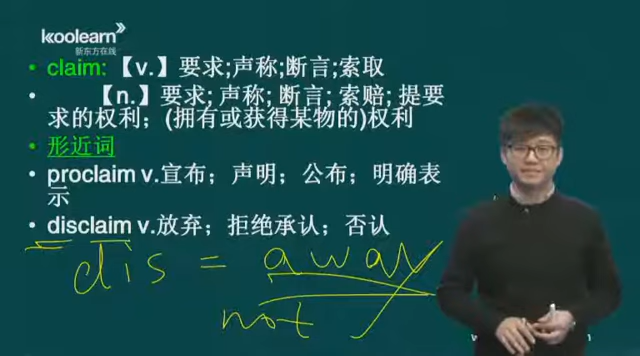 koolearn
新东方在线
• claim:【v.】要求;声称;断言;索取
• 【n.】要求; 声称; 断言; 索赔; 提要
求的权利；(拥有或获得某物的)权利
• 形近词
• proclaim v.宣布；声明；公布；明确表
示
• disclaim v.放弃；拒绝承认；否认
dis = away
not